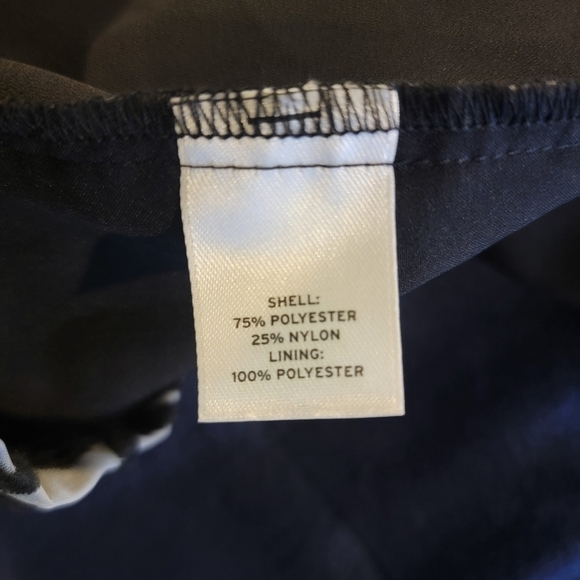 SHELL:
75% POLYESTER
25% NYLON
LINING:
100% POLYESTER